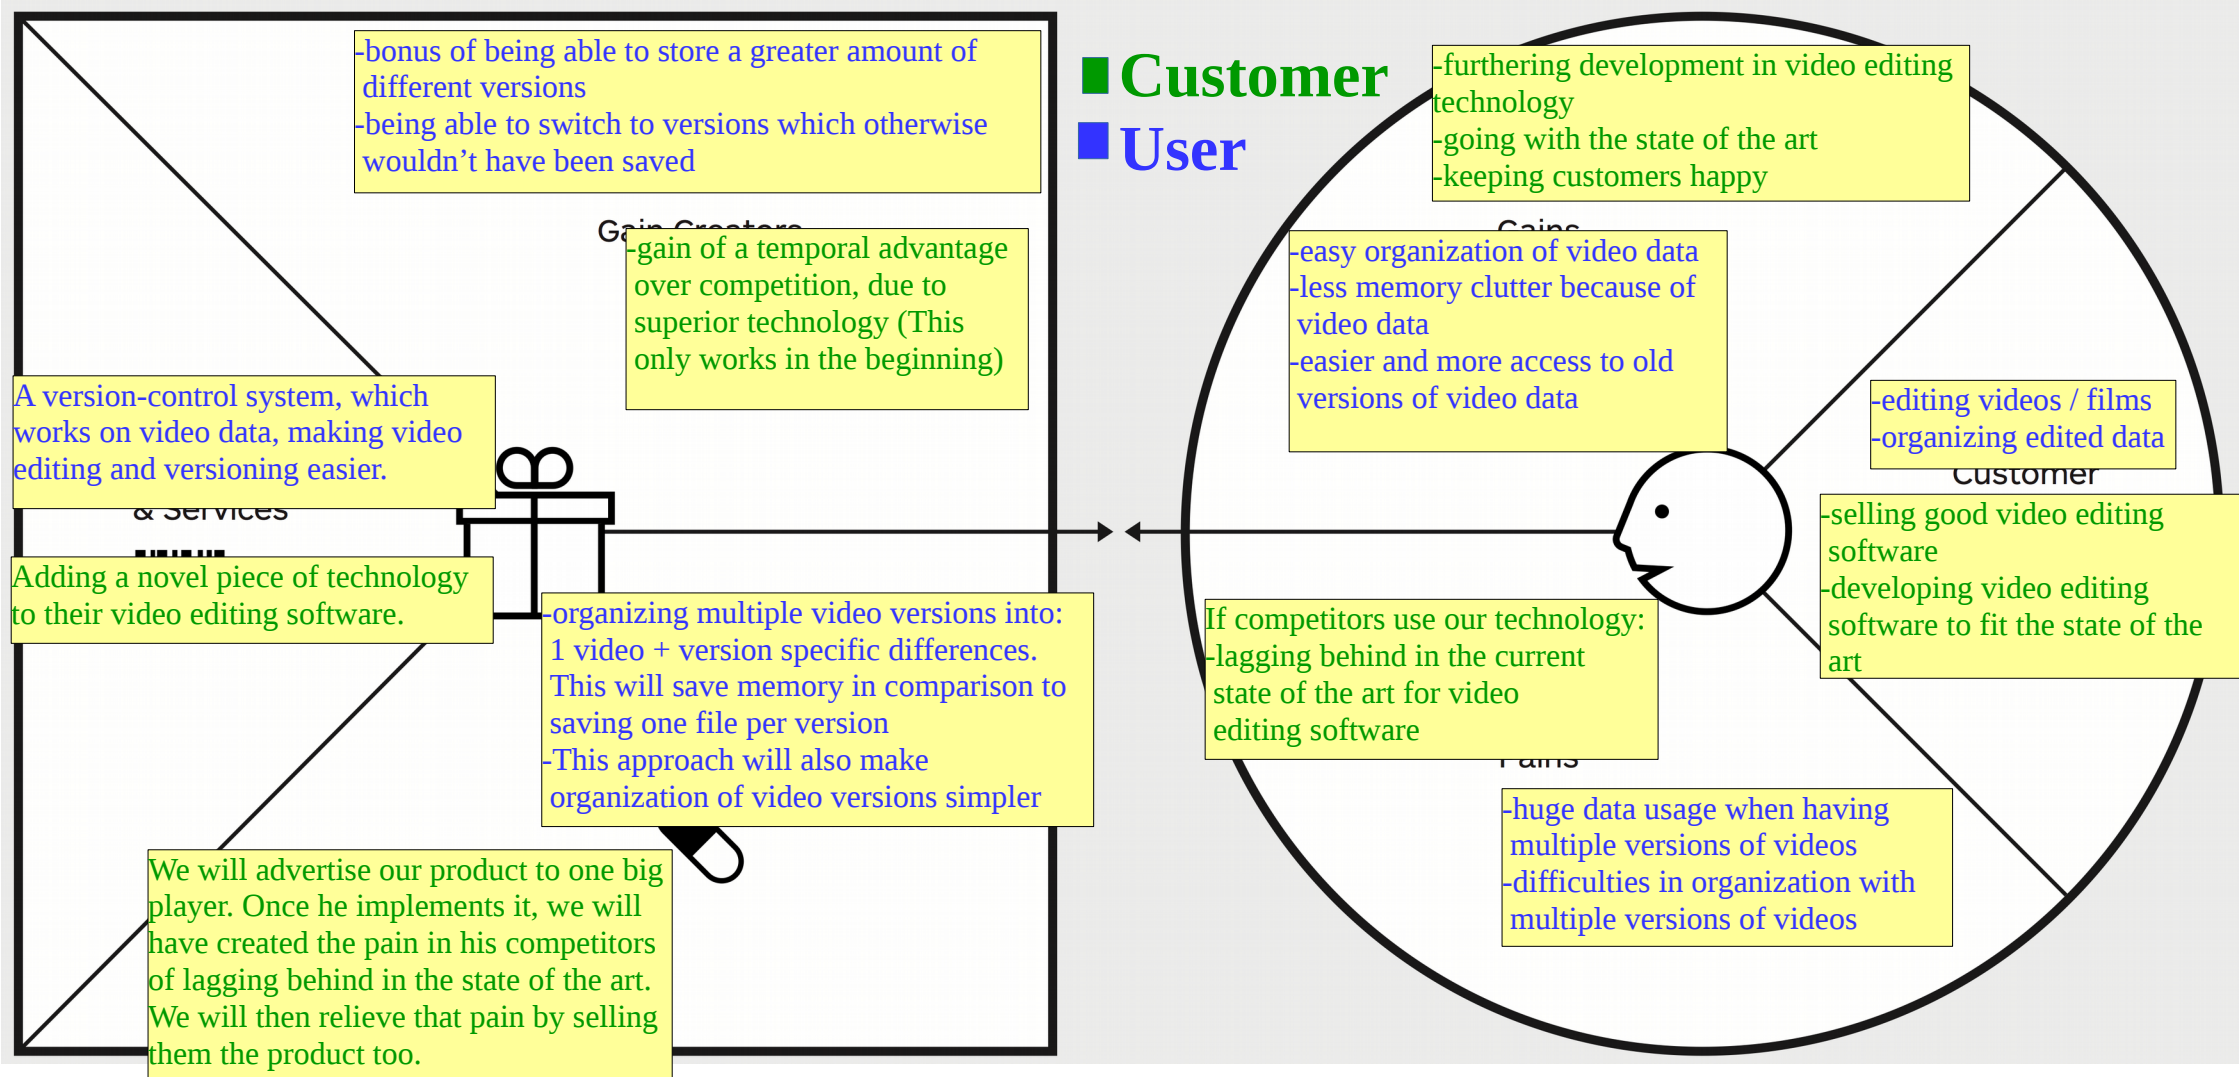 -bonus of being able to store a greater amount of
different versions
-being able to switch to versions which otherwise
wouldn’t have been saved
Gain Creators
-gain of a temporal advantage
over competition, due to
superior technology (This
only works in the beginning)
A version-control system, which
works on video data, making video
editing and versioning easier.
& Services
Adding a novel piece of technology
to their video editing software.
-organizing multiple video versions into:
1 video + version specific differences.
This will save memory in comparison to
saving one file per version
-This approach will also make
organization of video versions simpler
We will advertise our product to one big
player. Once he implements it, we will
have created the pain in his competitors
of lagging behind in the state of the art.
We will then relieve that pain by selling
them the product too.
Customer
User
-furthering development in video editing
technology
-going with the state of the art
-keeping customers happy
Gains
-easy organization of video data
-less memory clutter because of
video data
-easier and more access to old
versions of video data
-editing videos / films
-organizing edited data
Customer
-selling good video editing
software
-developing video editing
software to fit the state of the
art
If competitors use our technology:
-lagging behind in the current
state of the art for video
editing software
Pains
-huge data usage when having
multiple versions of videos
-difficulties in organization with
multiple versions of videos